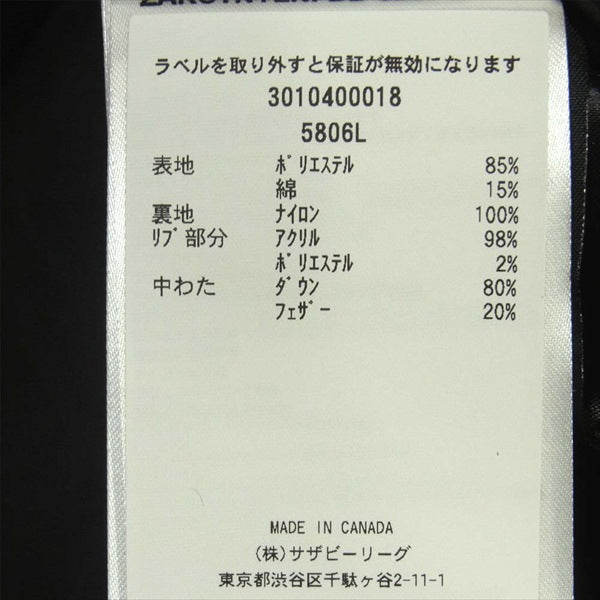 ラベルを取り外すと保証が無効になります
3010400018
5806L
表地 ﾎﾟﾘｴｽﾃﾙ 85%
綿 15%
裏地 ﾅｲﾛﾝ 100%
ﾘﾌﾞ部分 ｱｸﾘﾙ 98%
ﾎﾟﾘｴｽﾃﾙ 2%
中わた ﾀﾞｳﾝ 80%
ﾌｪｻﾞｰ 20%
MADE IN CANADA
(株)サザビーリーグ
東京都渋谷区千駄ヶ谷2-11-1